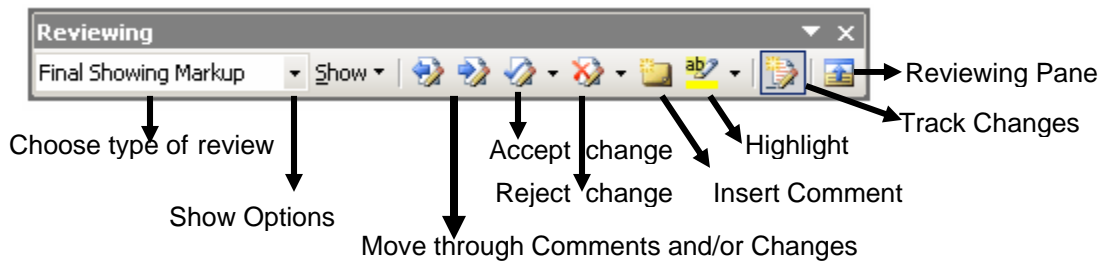 Reviewing
Final Showing Markup Show ab
Reviewing Pane
Track Changes
Choose type of review Accept change Highlight
Reject change Insert Comment
Show Options
Move through Comments and/or Changes